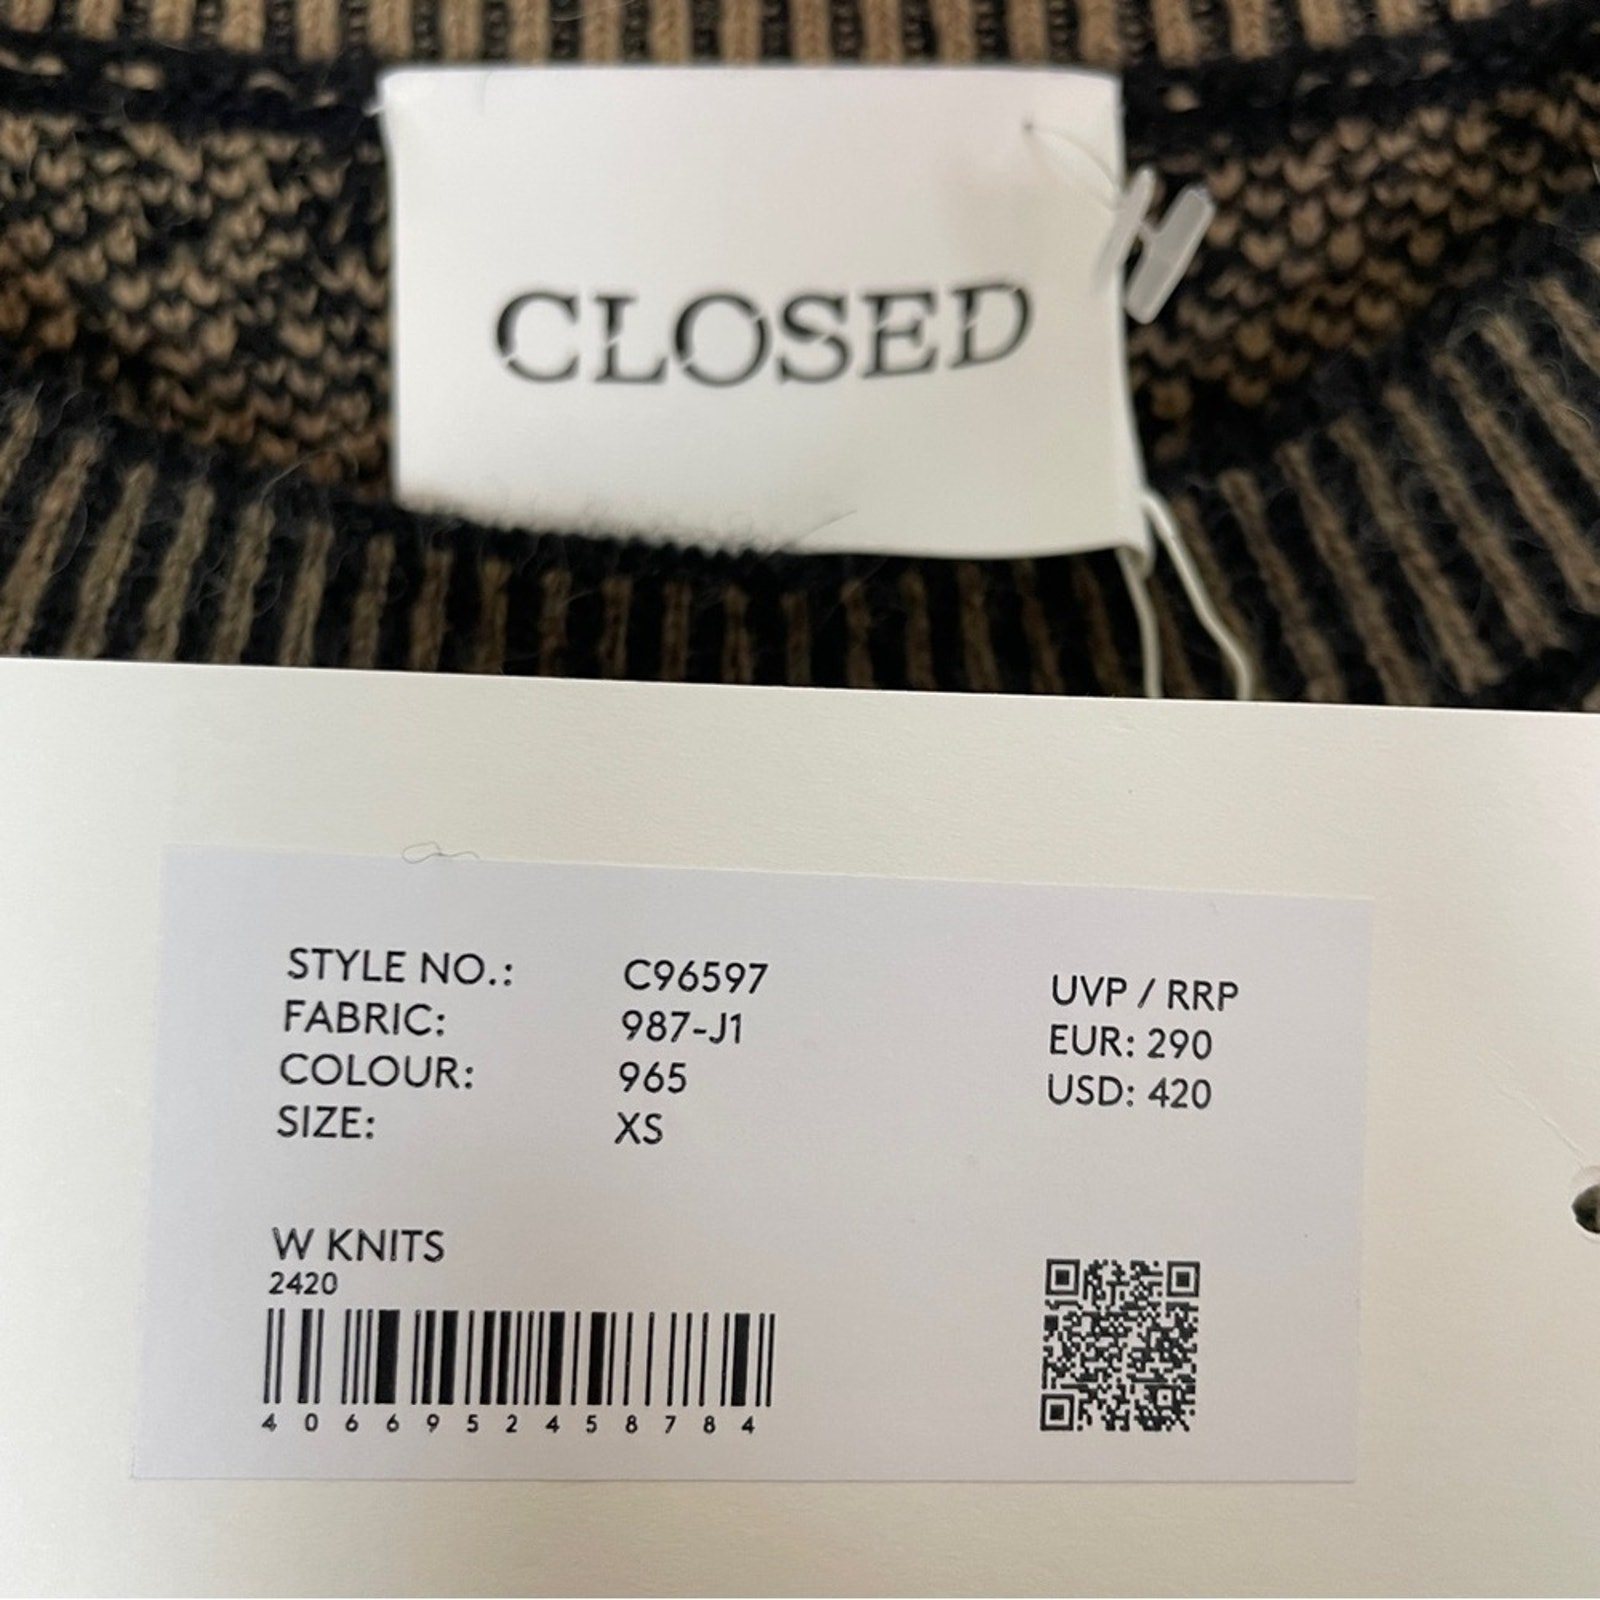 CLOSED
STYLE NO.: C96597
FABRIC: 987-J1
COLOUR: 965
SIZE: XS
UVP / RRP
EUR: 290
USD: 420
W KNITS
2420
4066952458784